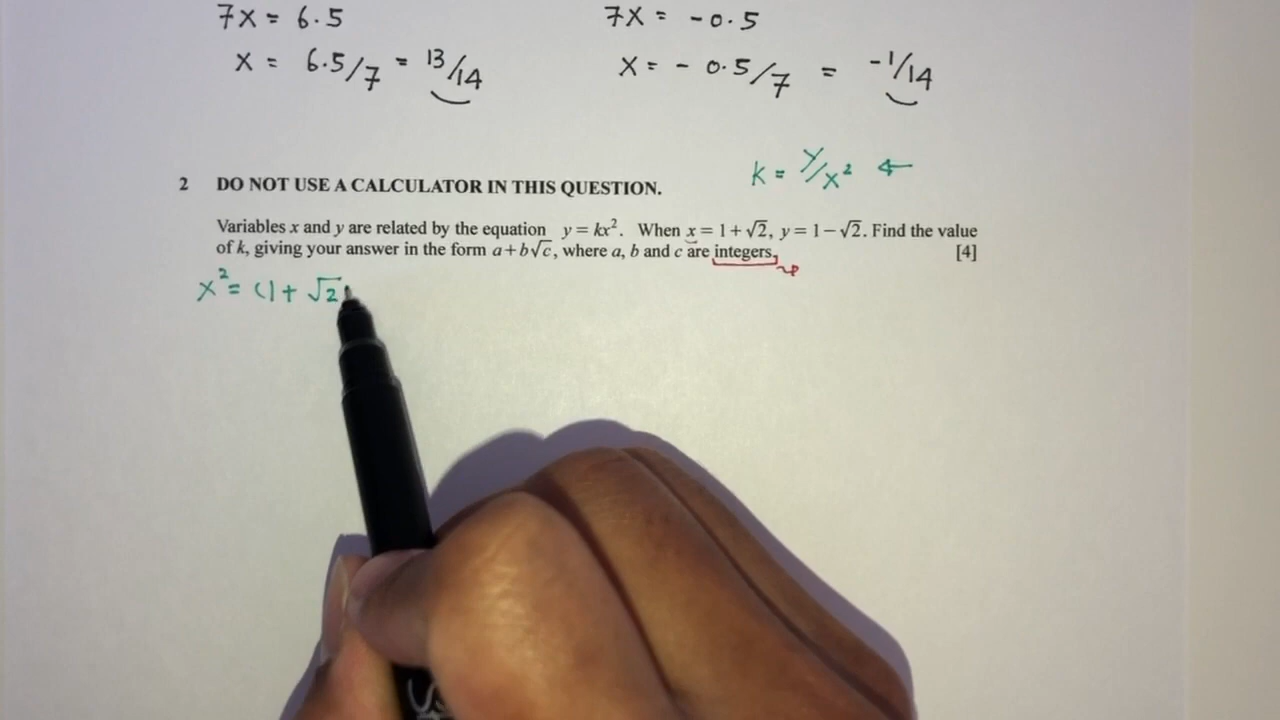 7x = 6.5
7x = -0.5
x = 6.5/7 = 13/14
x = - 0.5/7 = -1/14
k = y/x² ←
2 DO NOT USE A CALCULATOR IN THIS QUESTION.
Variables x and y are related by the equation y = kx². When x = 1 + √2, y = 1 − √2. Find the value
of k, giving your answer in the form a + b√c, where a, b and c are integers. [4]
x² = (1 + √2